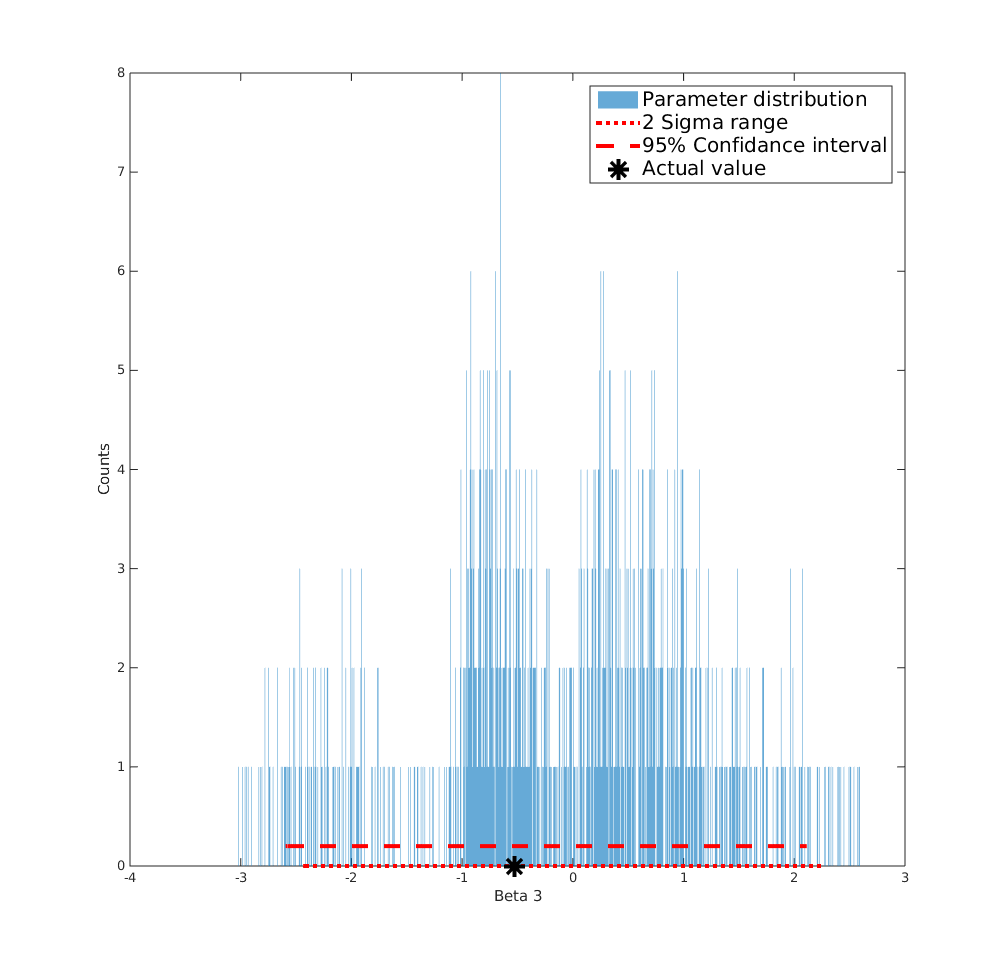 8
7
6
5
4
3
2
1
0
Counts
-4
-3
-2
-1
0
1
2
3
Beta 3
Parameter distribution
2 Sigma range
95% Confidance interval
Actual value